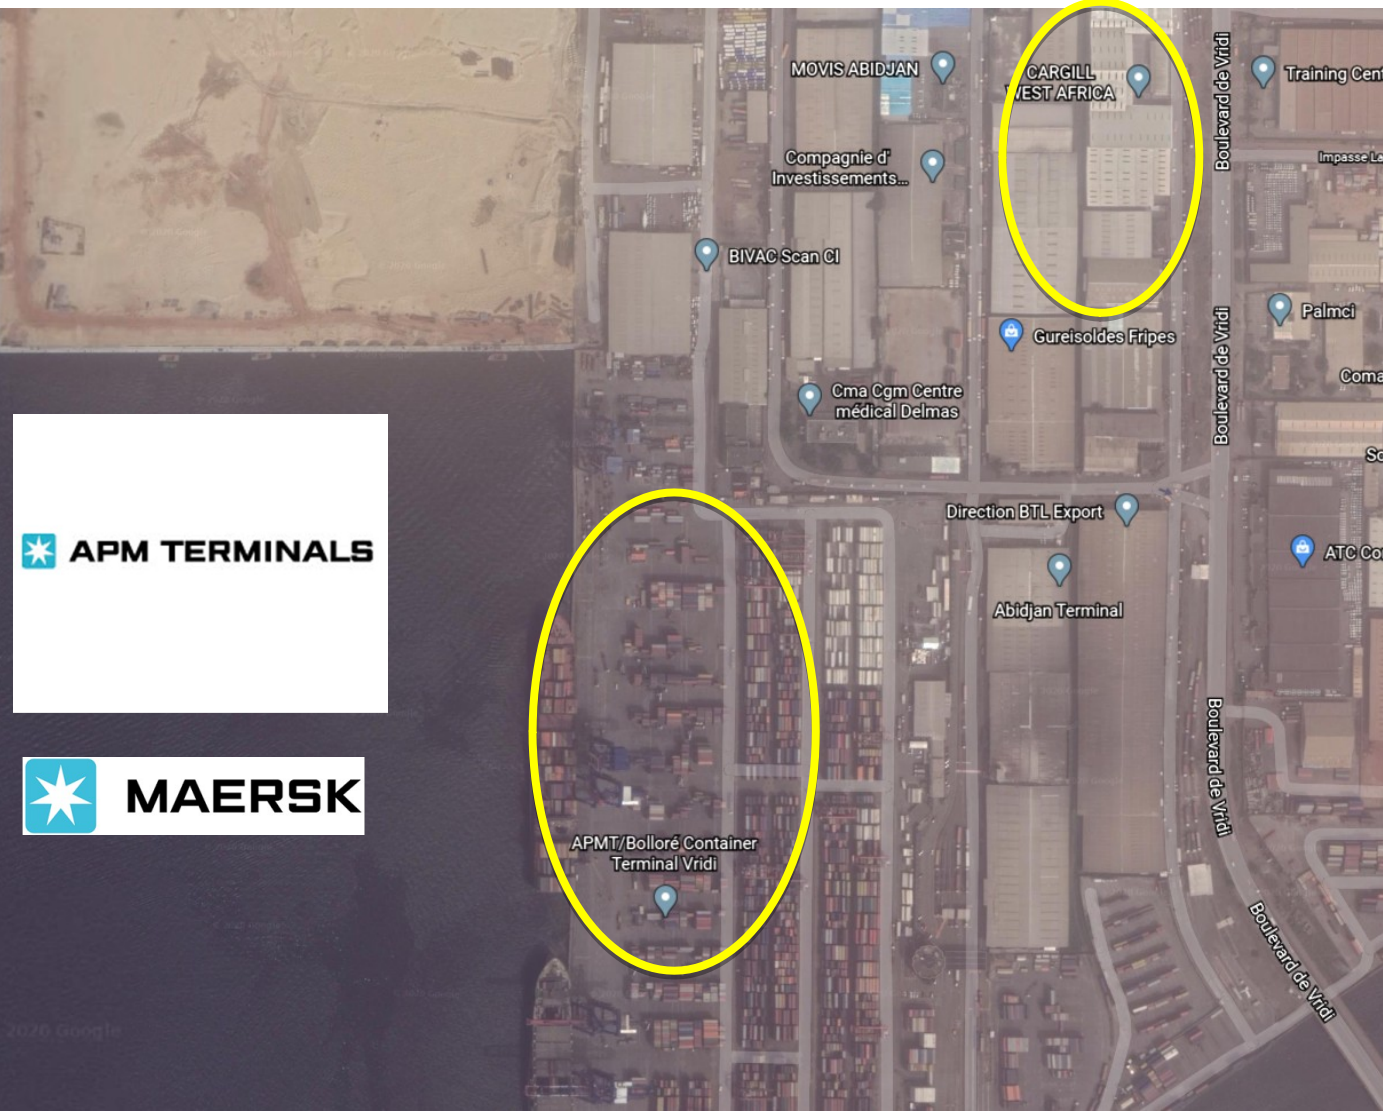 MOVIS ABIDJAN
CARGILL
WEST AFRICA
Boulevard de Vridi
Training Cent
Compagnie d'
Investissements...
Impasse La
BIVAC Scan CI
Palmci
Gureisoldes Fripes
Boulevard de Vridi
Coma
Cma Cgm Centre
médical Delmas
So
Direction BTL Export
APM TERMINALS
ATC Co
Abidjan Terminal
Boulevard de Vridi
MAERSK
APMT/Bolloré Container
Terminal Vridi
Boulevard de Vridi
2020 Google